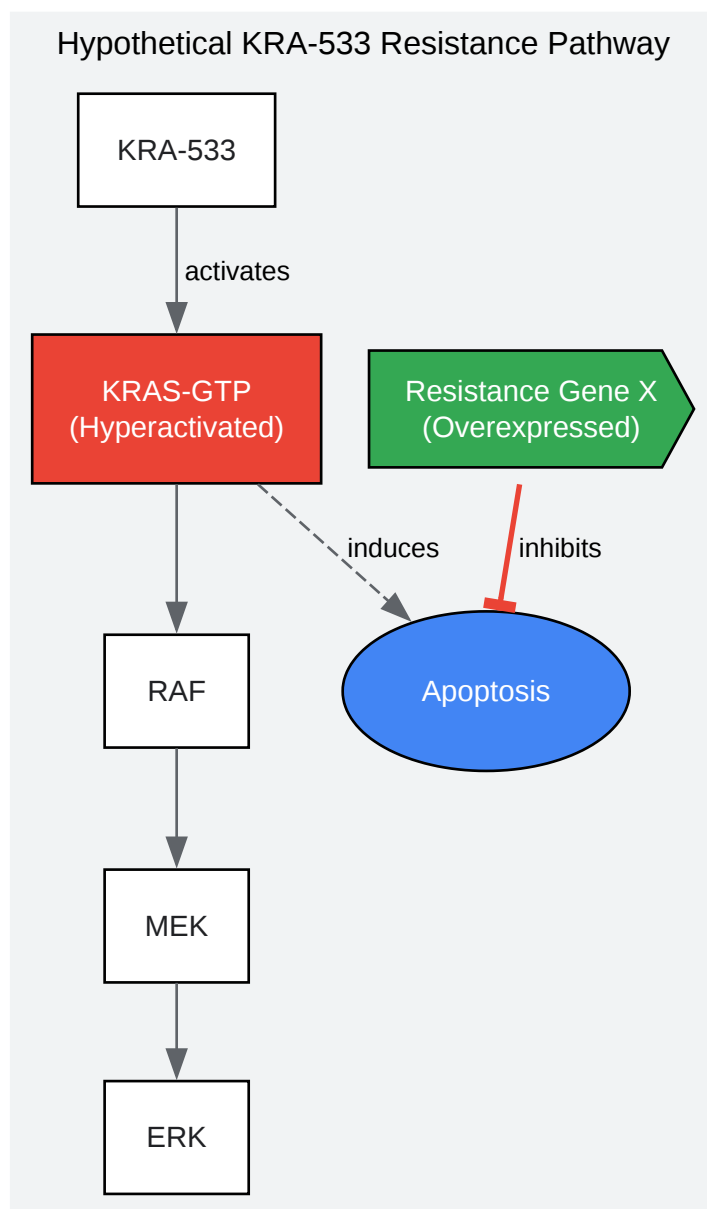 Hypothetical KRA-533 Resistance Pathway
KRA-533
activates
KRAS-GTP
(Hyperactivated)
Resistance Gene X
(Overexpressed)
induces
inhibits
RAF
Apoptosis
MEK
ERK